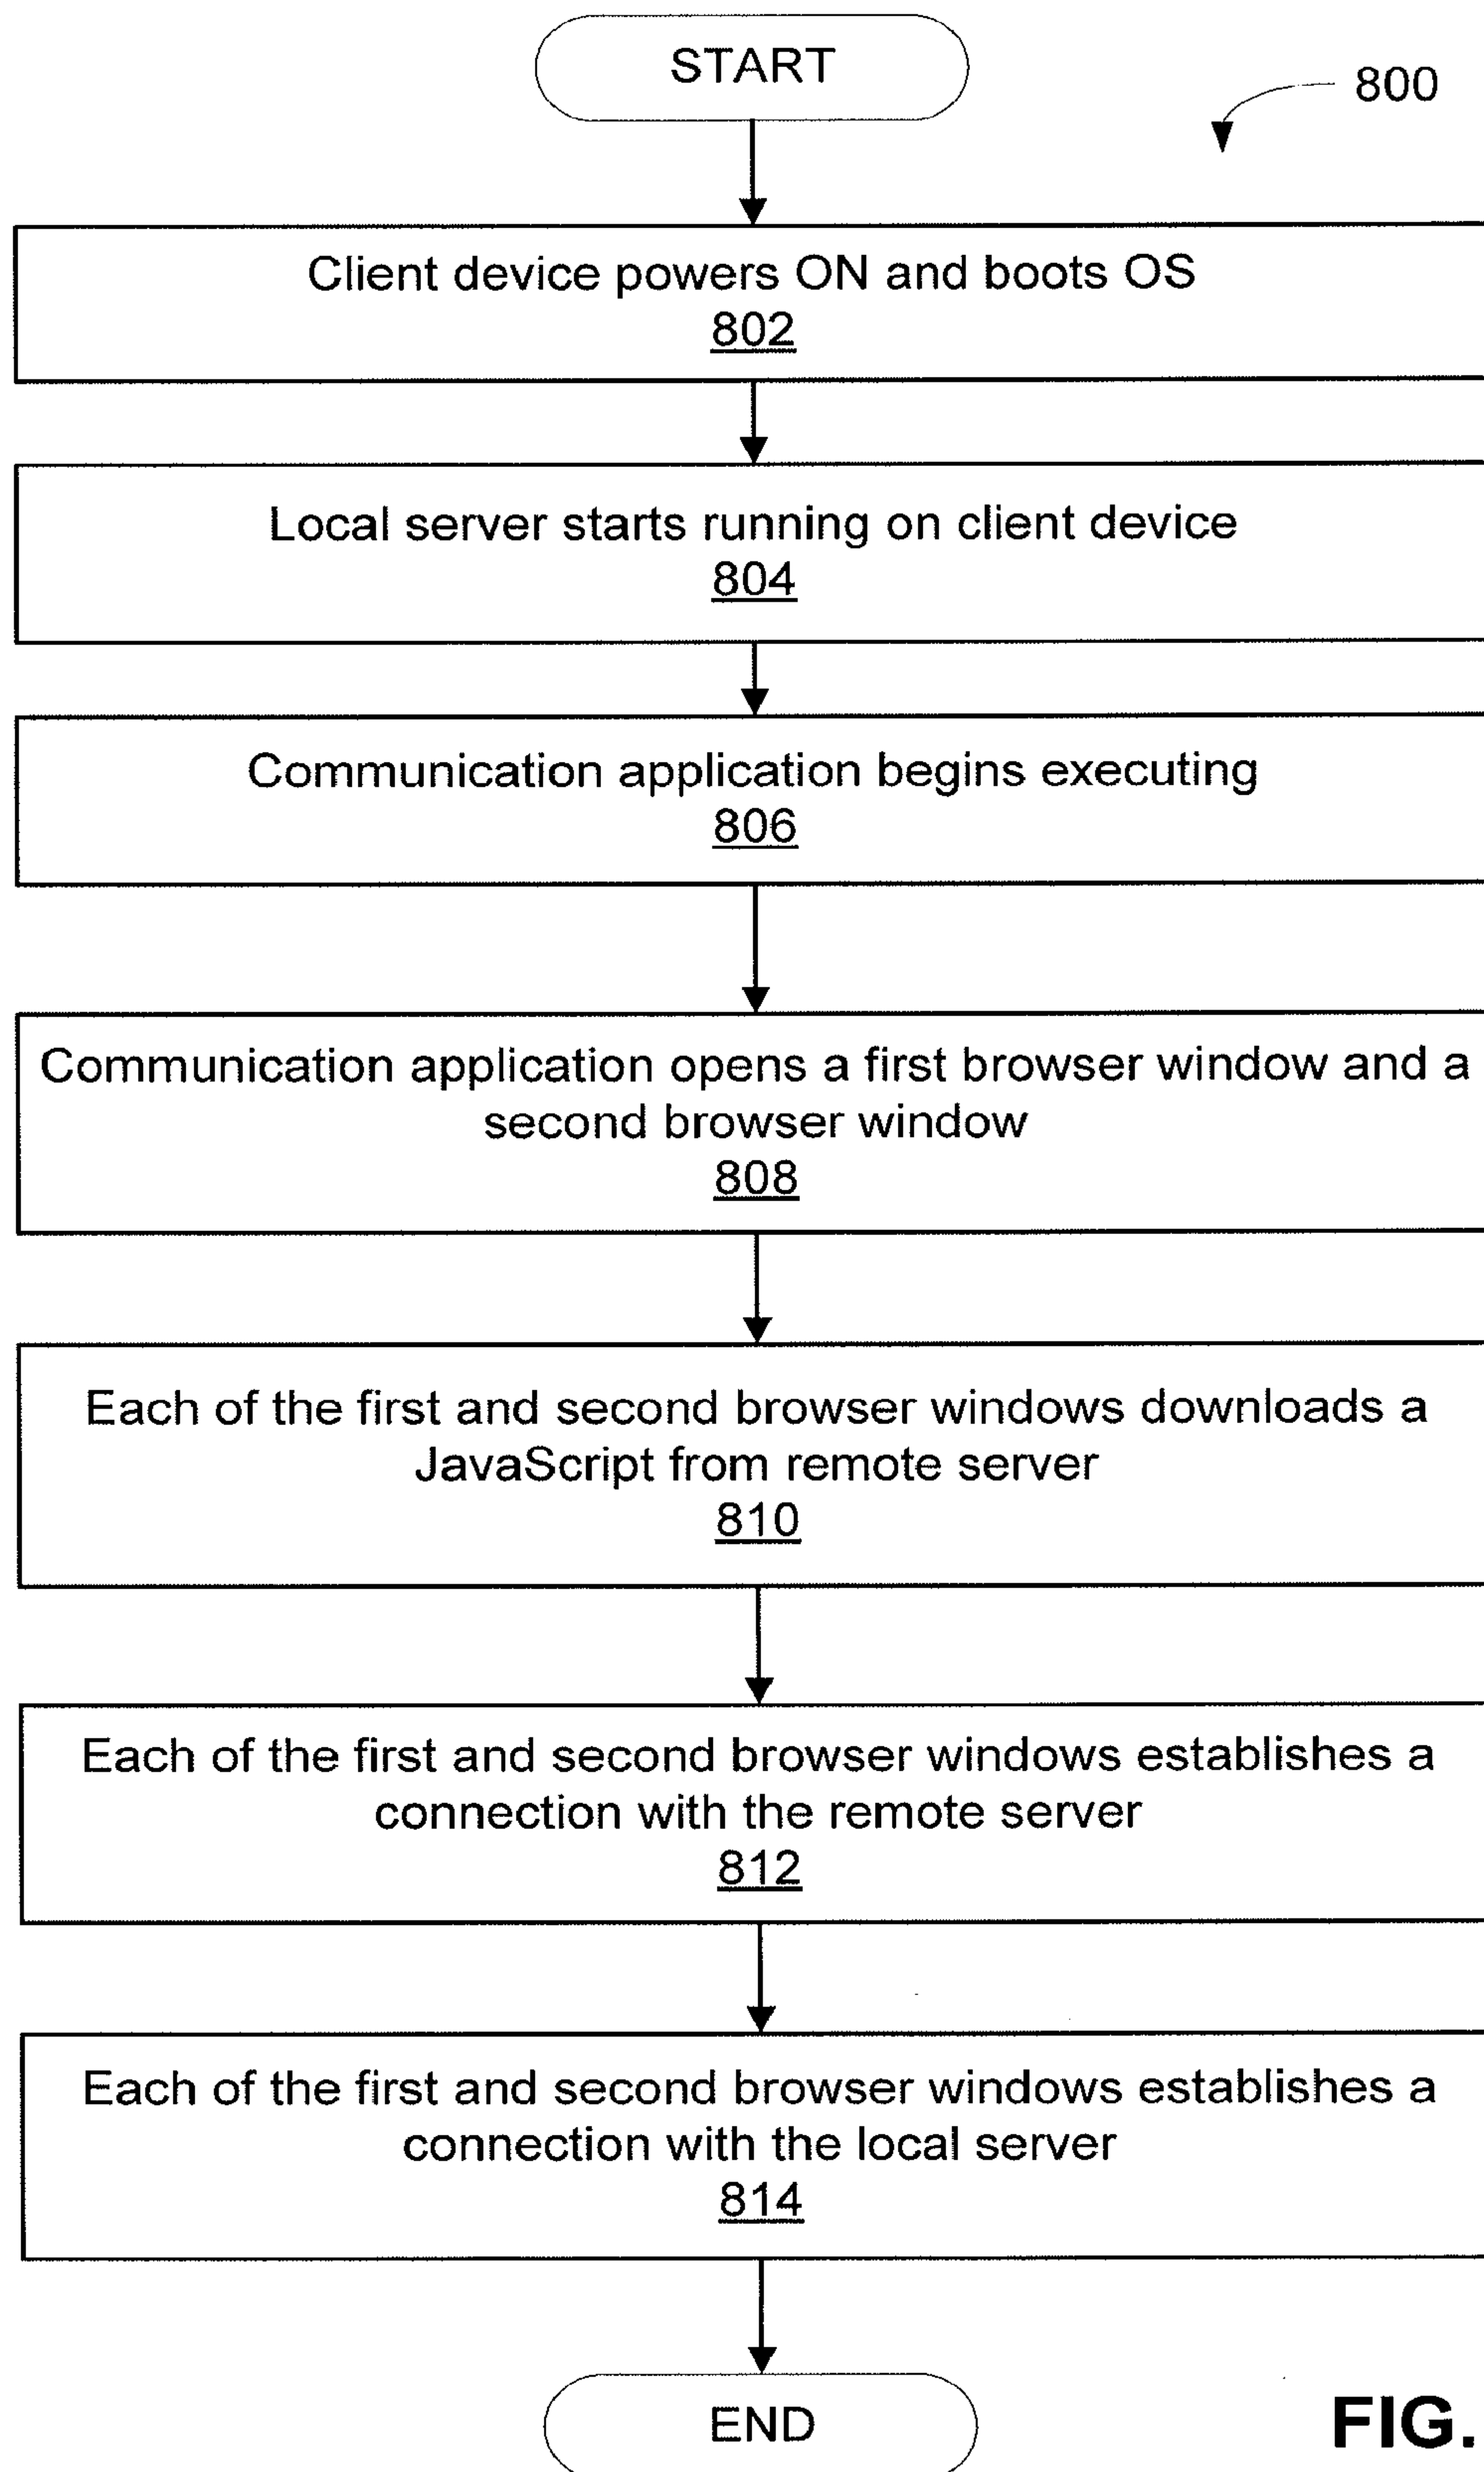 START
800
Client device powers ON and boots OS
802
Local server starts running on client device
804
Communication application begins executing
806
Communication application opens a first browser window and a
second browser window
808
Each of the first and second browser windows downloads a
JavaScript from remote server
810
Each of the first and second browser windows establishes a
connection with the remote server
812
Each of the first and second browser windows establishes a
connection with the local server
814
END
FIG.